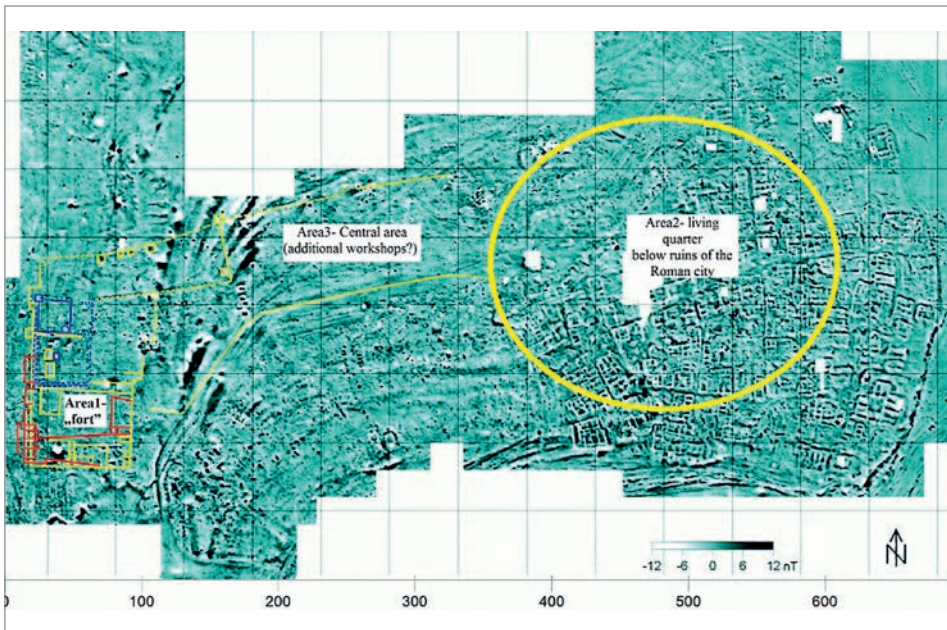 Area3- Central area
(additional workshops?)
Area2- living
quarter
below ruins of the
Roman city
Area1-
„fort”
-12 -6 0 6 12 nT
N
0 100 200 300 400 500 600